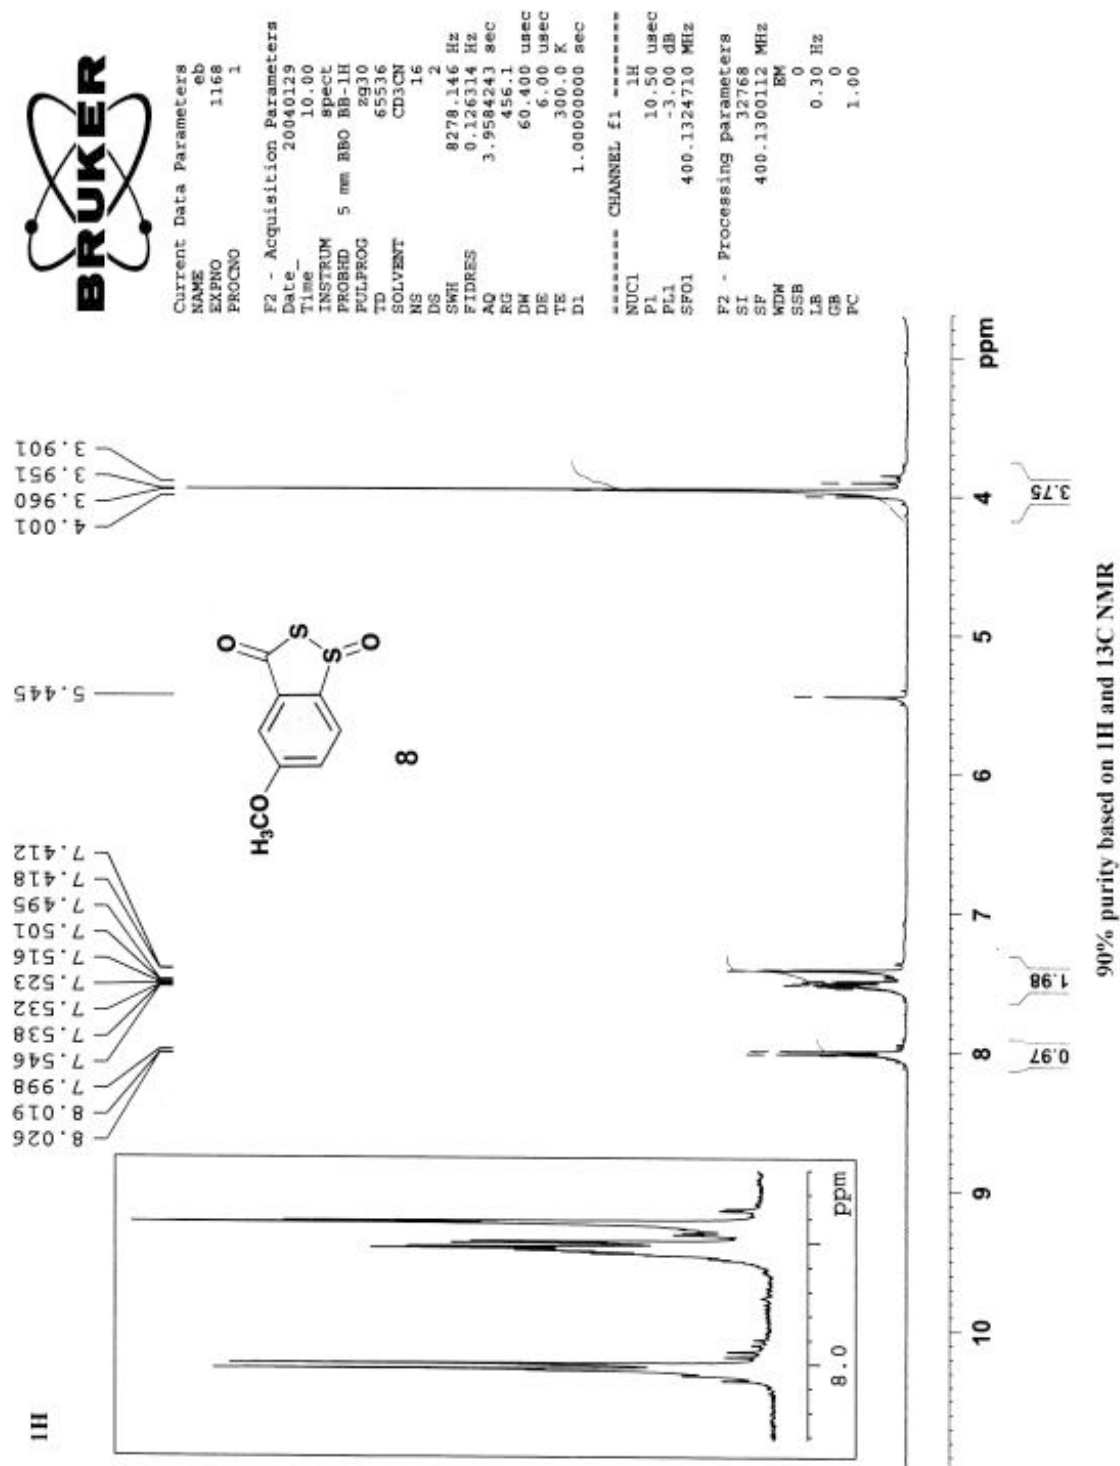 1H
BRUKER
Current Data Parameters
NAME eb
EXPNO 1168
PROCNO 1
F2 - Acquisition Parameters
Date_ 20040129
Time 10.00
INSTRUM spect
PROBHD 5 mm BBO BB-1H
PULPROG zg30
TD 65536
SOLVENT CD3CN
NS 16
DS 2
SWH 8278.146 Hz
FIDRES 0.126314 Hz
AQ 3.9584243 sec
RG 456.1
DW 60.400 usec
DE 6.00 usec
TE 300.0 K
D1 1.00000000 sec
======== CHANNEL f1 ========
NUC1 1H
P1 10.50 usec
PL1 -3.00 dB
SFO1 400.1324710 MHz
F2 - Processing parameters
SI 32768
SF 400.1300112 MHz
WDW EM
SSB 0
LB 0.30 Hz
GB 0
PC 1.00
8.026
8.019
7.998
7.546
7.538
7.532
7.523
7.516
7.501
7.495
7.418
7.412
5.445
4.001
3.960
3.951
3.901
H3CO
O
S
S
O
8
8.0
ppm
10
9
8
7
6
5
4
ppm
0.97
1.98
3.75
90% purity based on 1H and 13C NMR